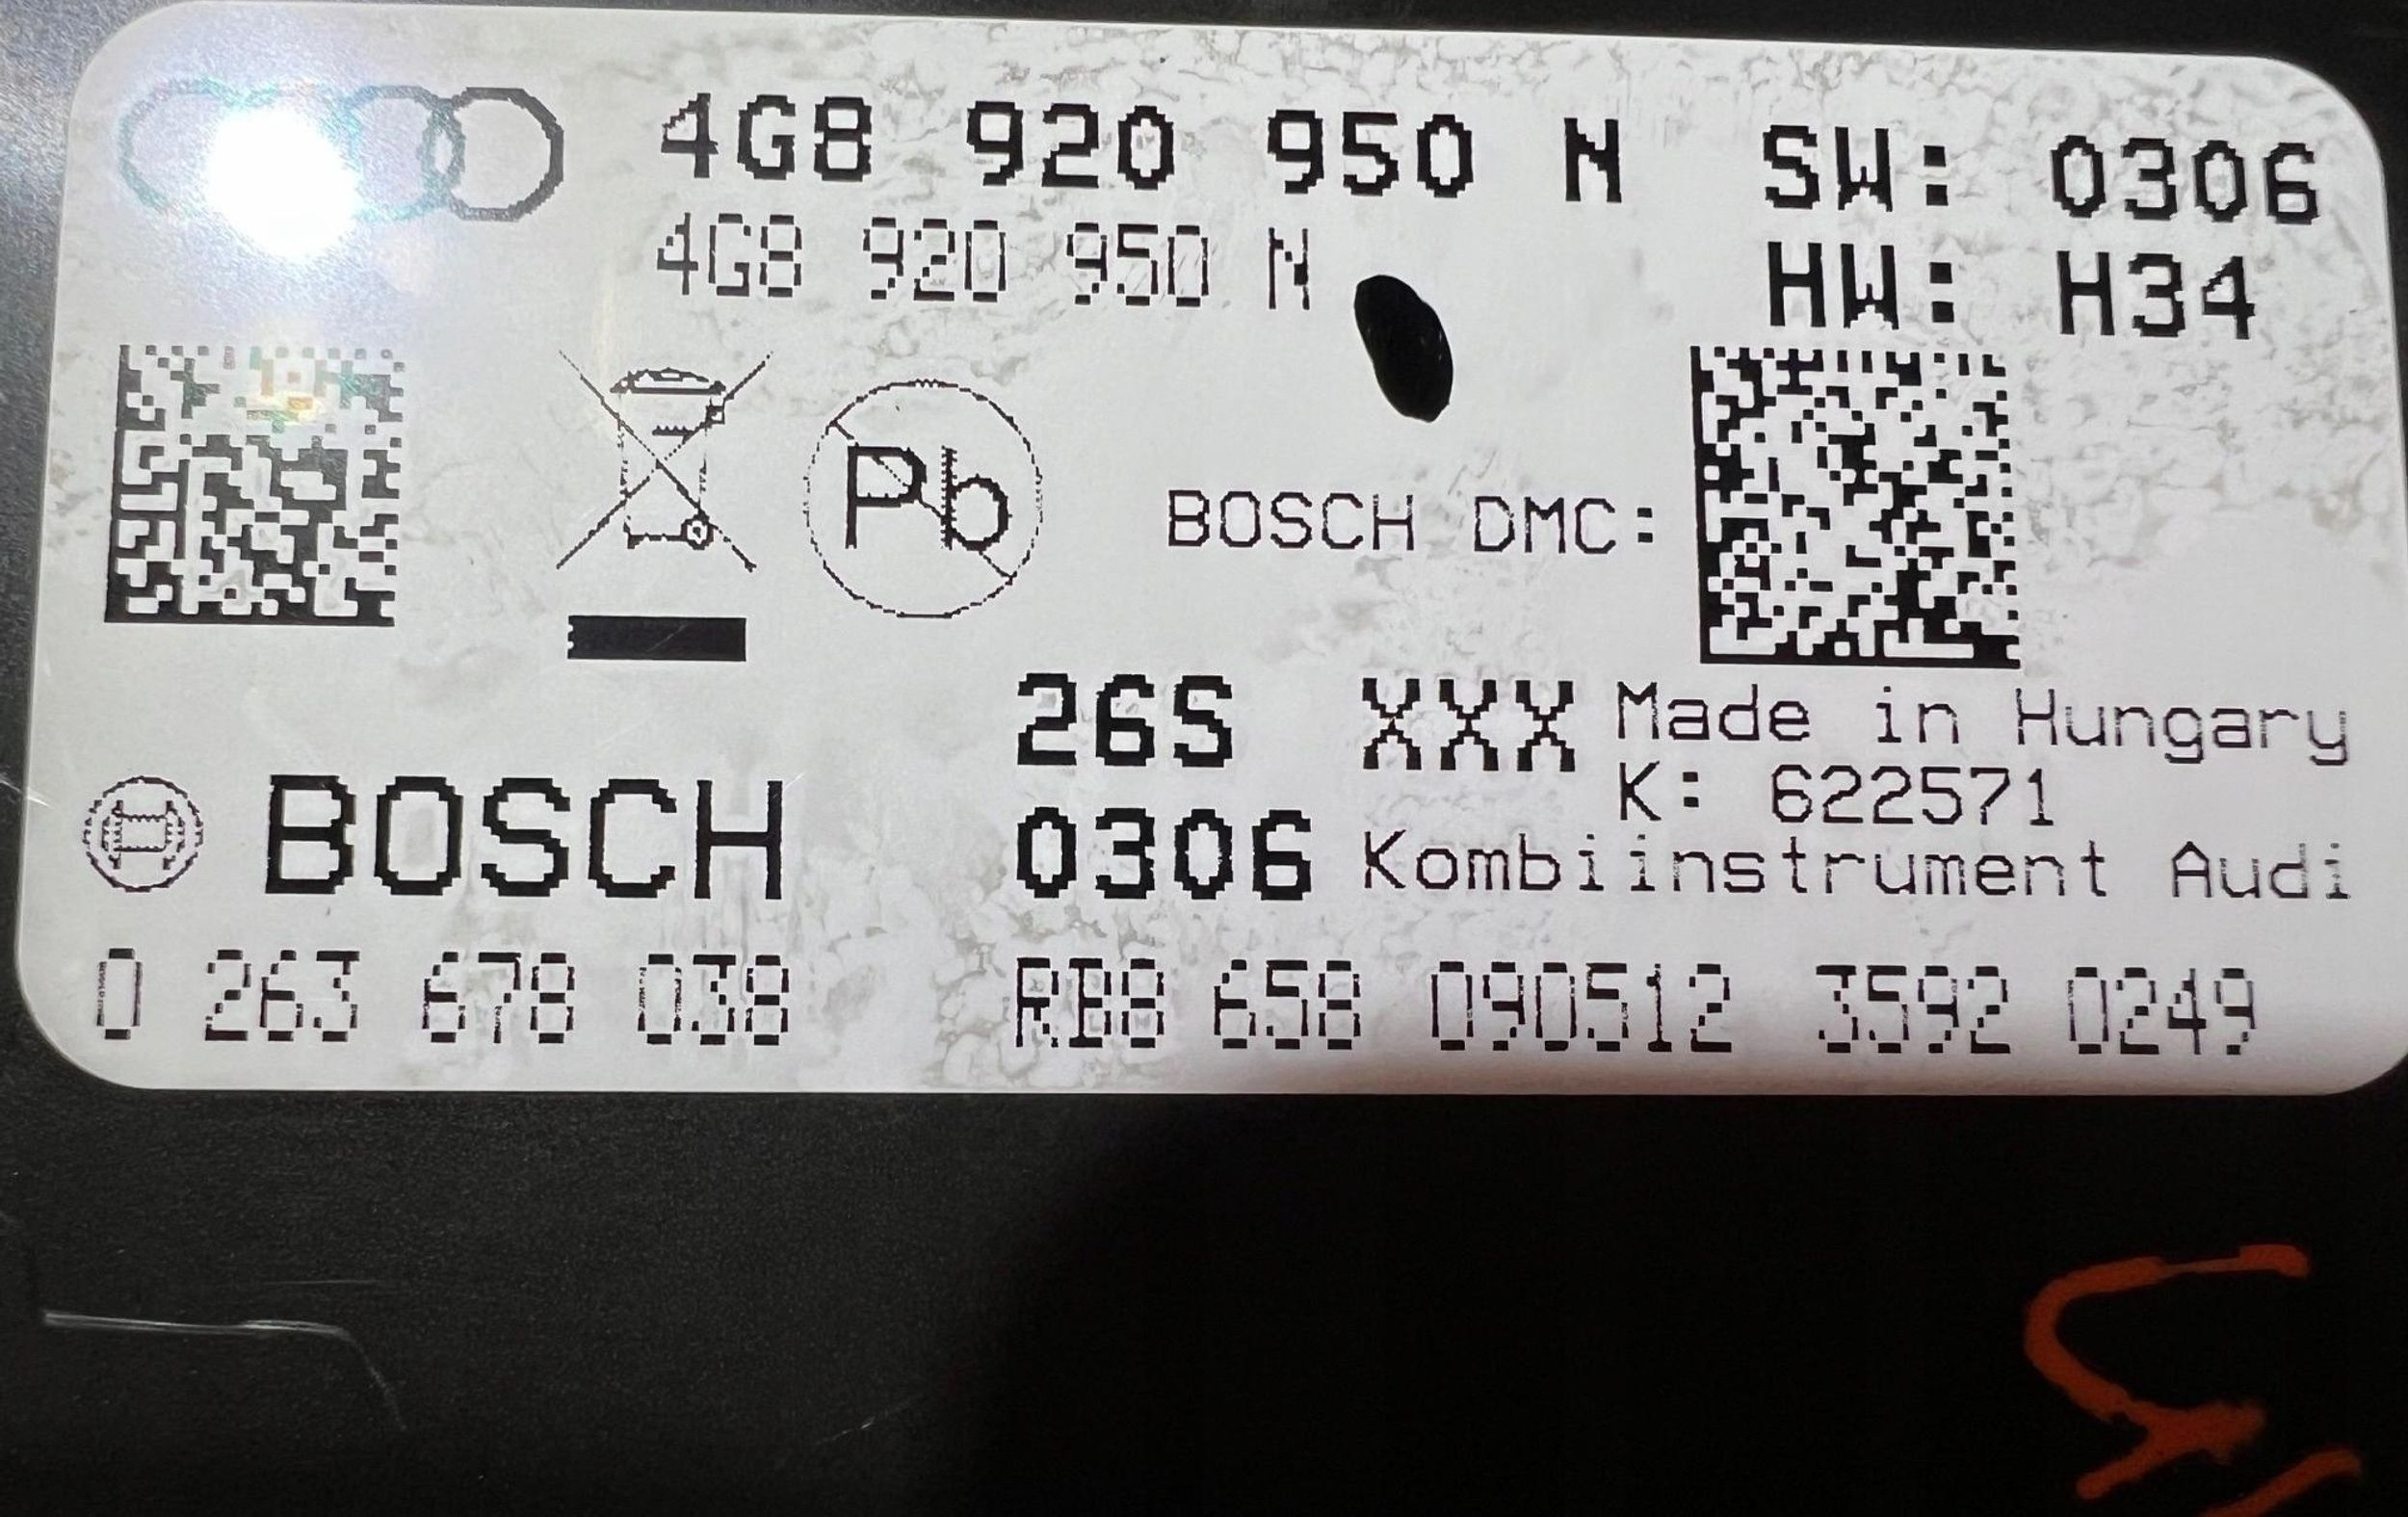 4G8 920 950 N SW: 0306
4G8 920 950 N HW: H34
Pb
BOSCH DMC:
26S XXX Made in Hungary
K: 622571
BOSCH 0306 Kombiinstrument Audi
0 263 678 038 RB8 658 090512 3592 0249